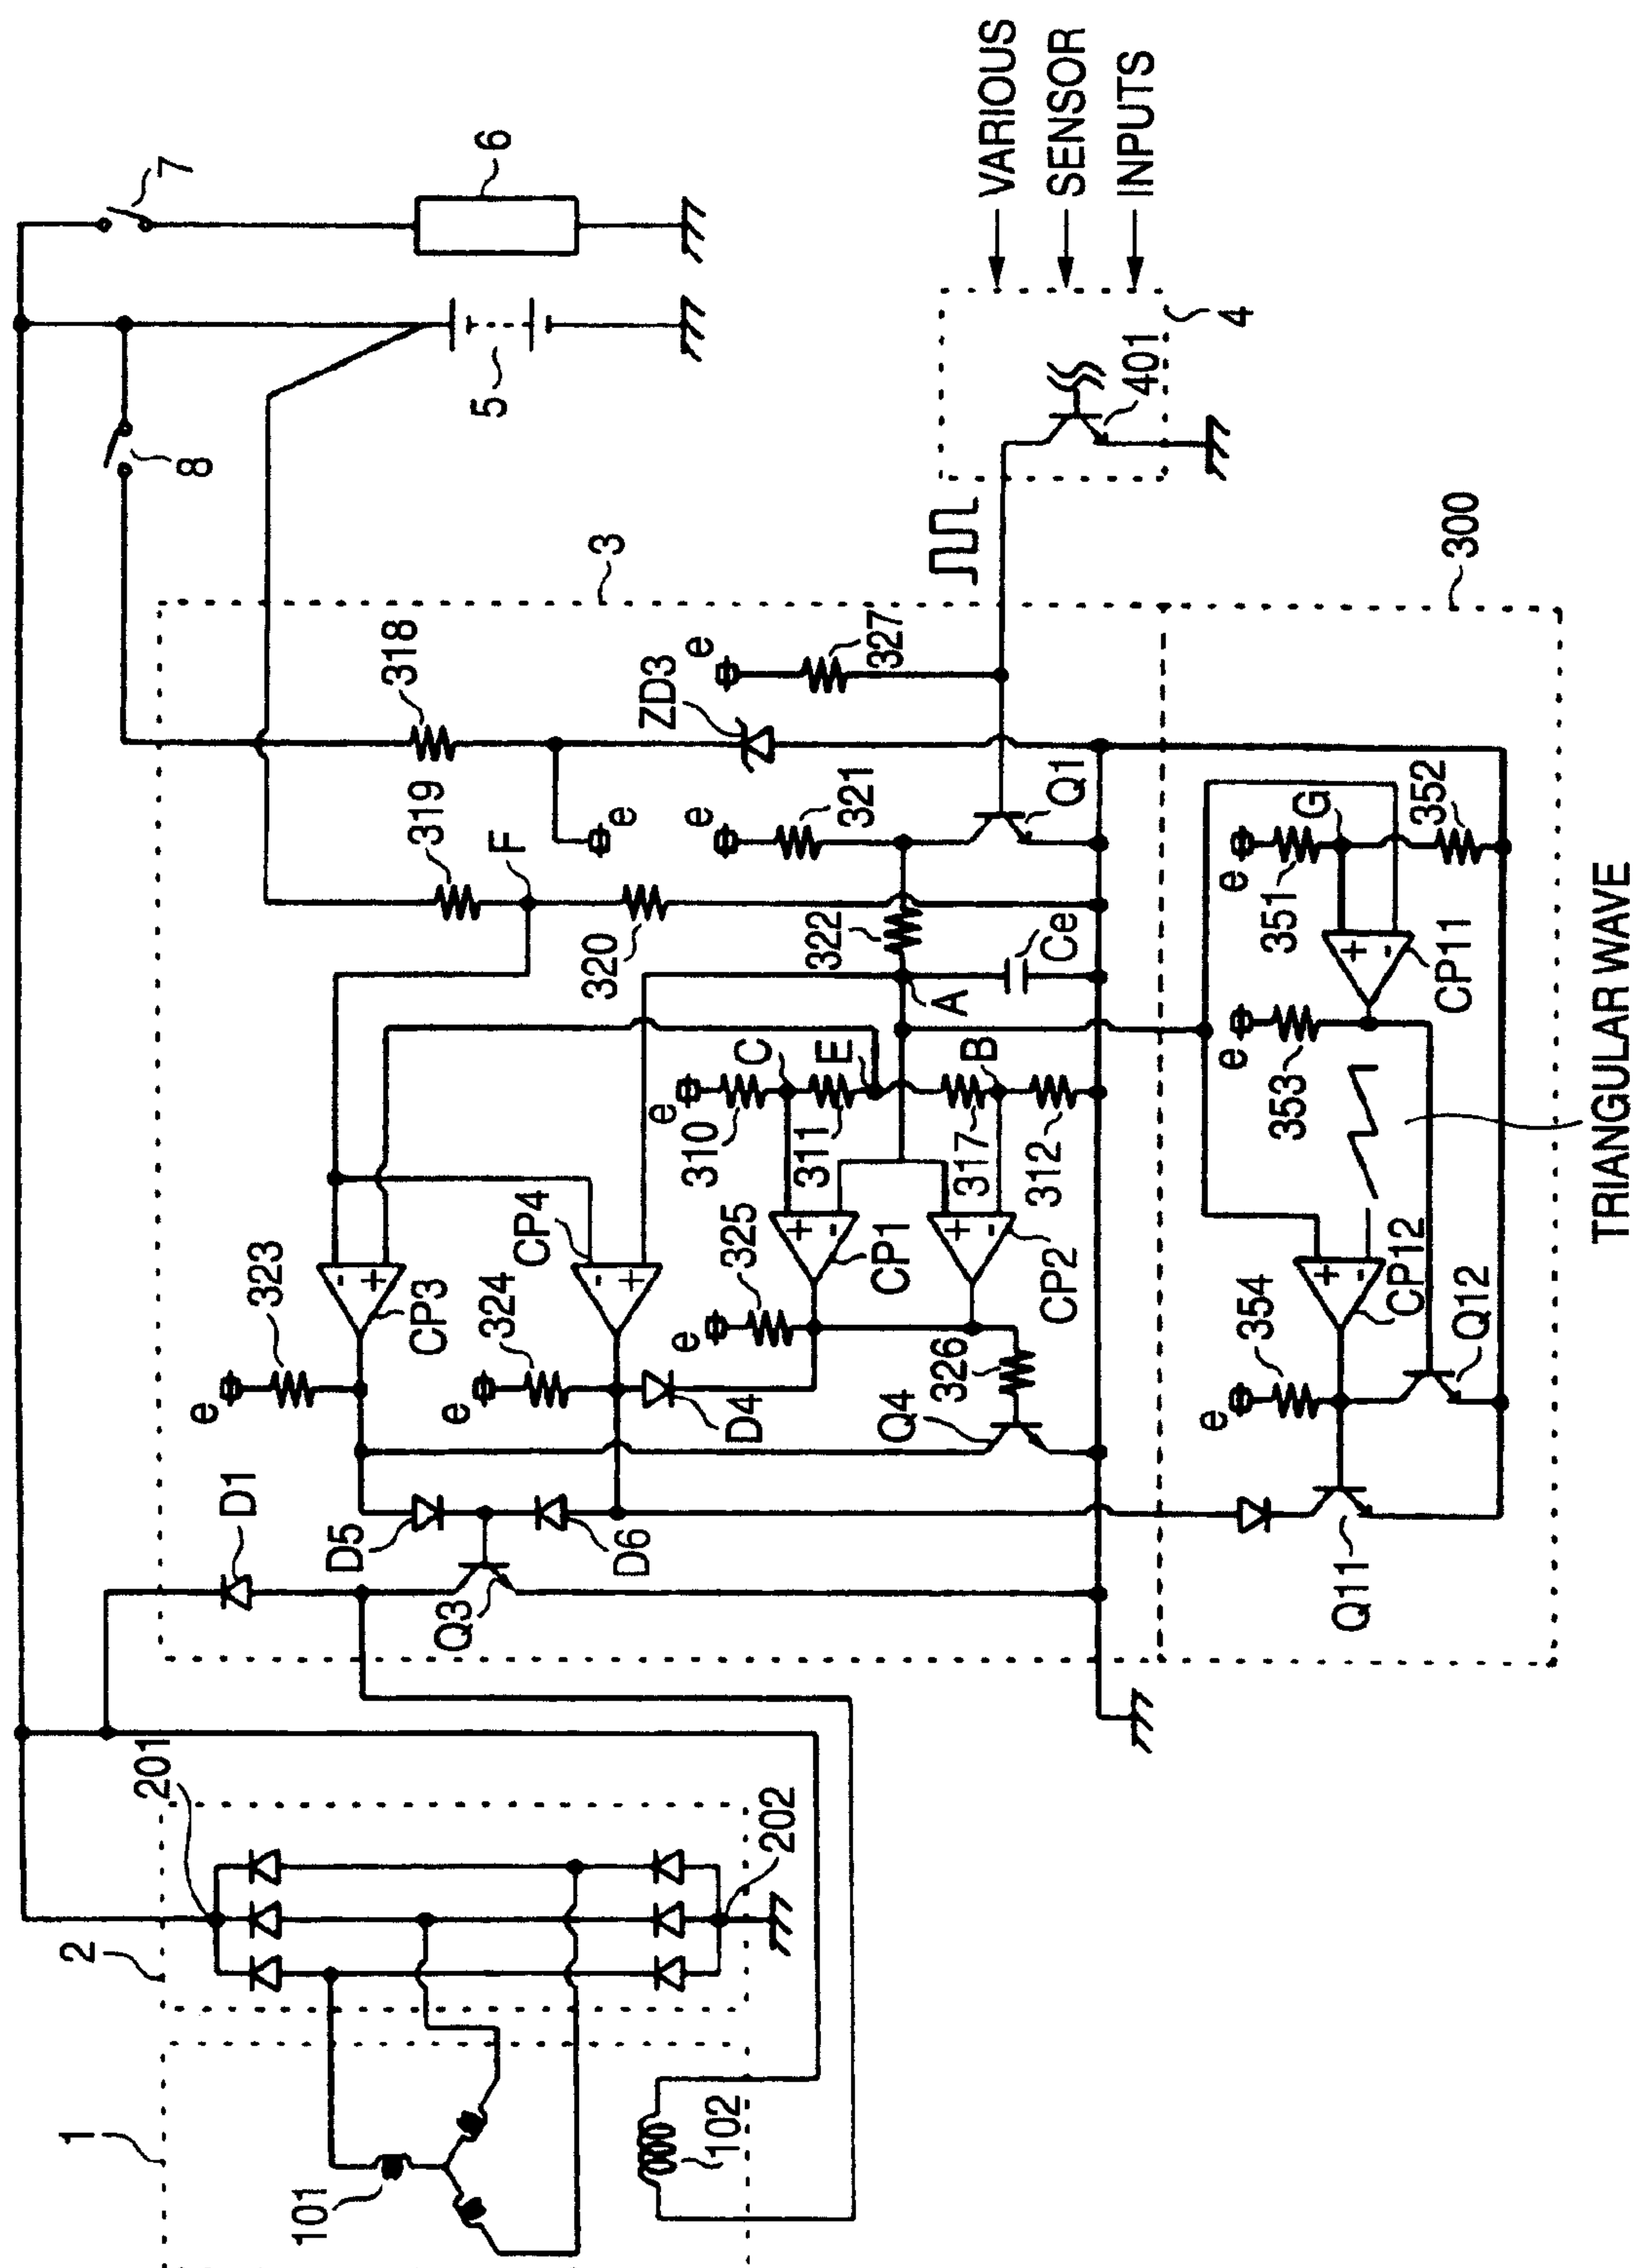 1
101
102
2
201
202
D1
Q3
D5
D6
e
323
CP3
-
+
e
324
CP4
-
+
D4
Q4
326
e
325
CP1
+
-
CP2
+
-
e
310
C
311
E
317
B
312
A
Ce
322
F
319
320
318
e
e
321
Q1
ZD3
e
327
3
8
5
7
6
4
401
VARIOUS
SENSOR
INPUTS
300
Q11
e
354
Q12
CP12
+
-
e
353
CP11
+
-
e
351
G
352
TRIANGULAR WAVE